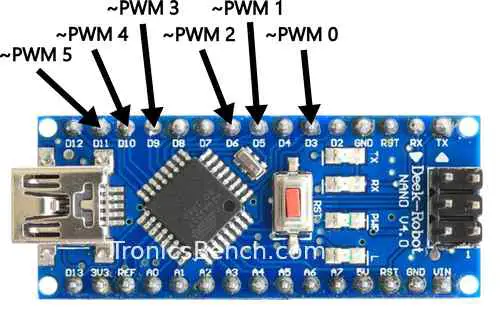 ~PWM 3
~PWM 4
~PWM 5
~PWM 2
~PWM 1
~PWM 0
D12 D11 D10 D9 D8 D7 D6 D5 D4 D3 D2 GND RST RX TX
TX
RX
RST
PWR
L
Deek-Robot
NANO V4.0
1
TronicsBench.com
D13 3V3 REF A0 A1 A2 A3 A4 A5 A6 A7 5V RST GND VIN